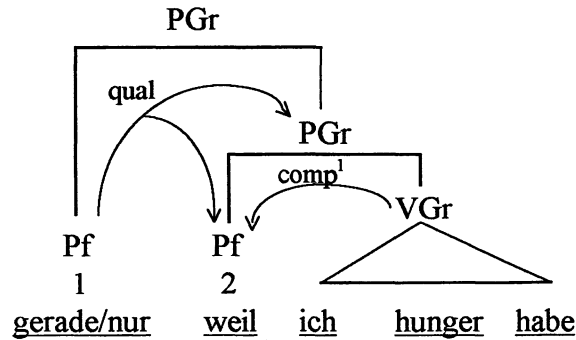 PGr
qual
PGr
comp¹
VGr
Pf Pf
1 2
gerade/nur weil ich hunger habe